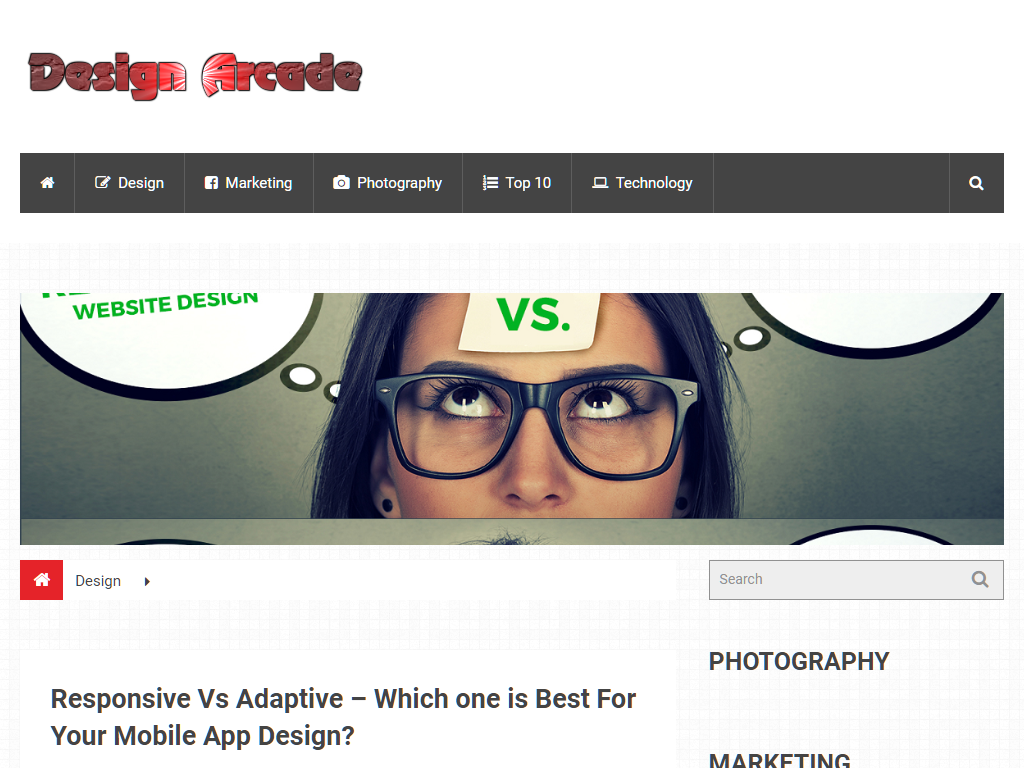 Design Arcade
Design
Marketing
Photography
Top 10
Technology
WEBSITE DESIGN
VS.
Design
Search
Responsive Vs Adaptive – Which one is Best For
Your Mobile App Design?
PHOTOGRAPHY
MARKETING